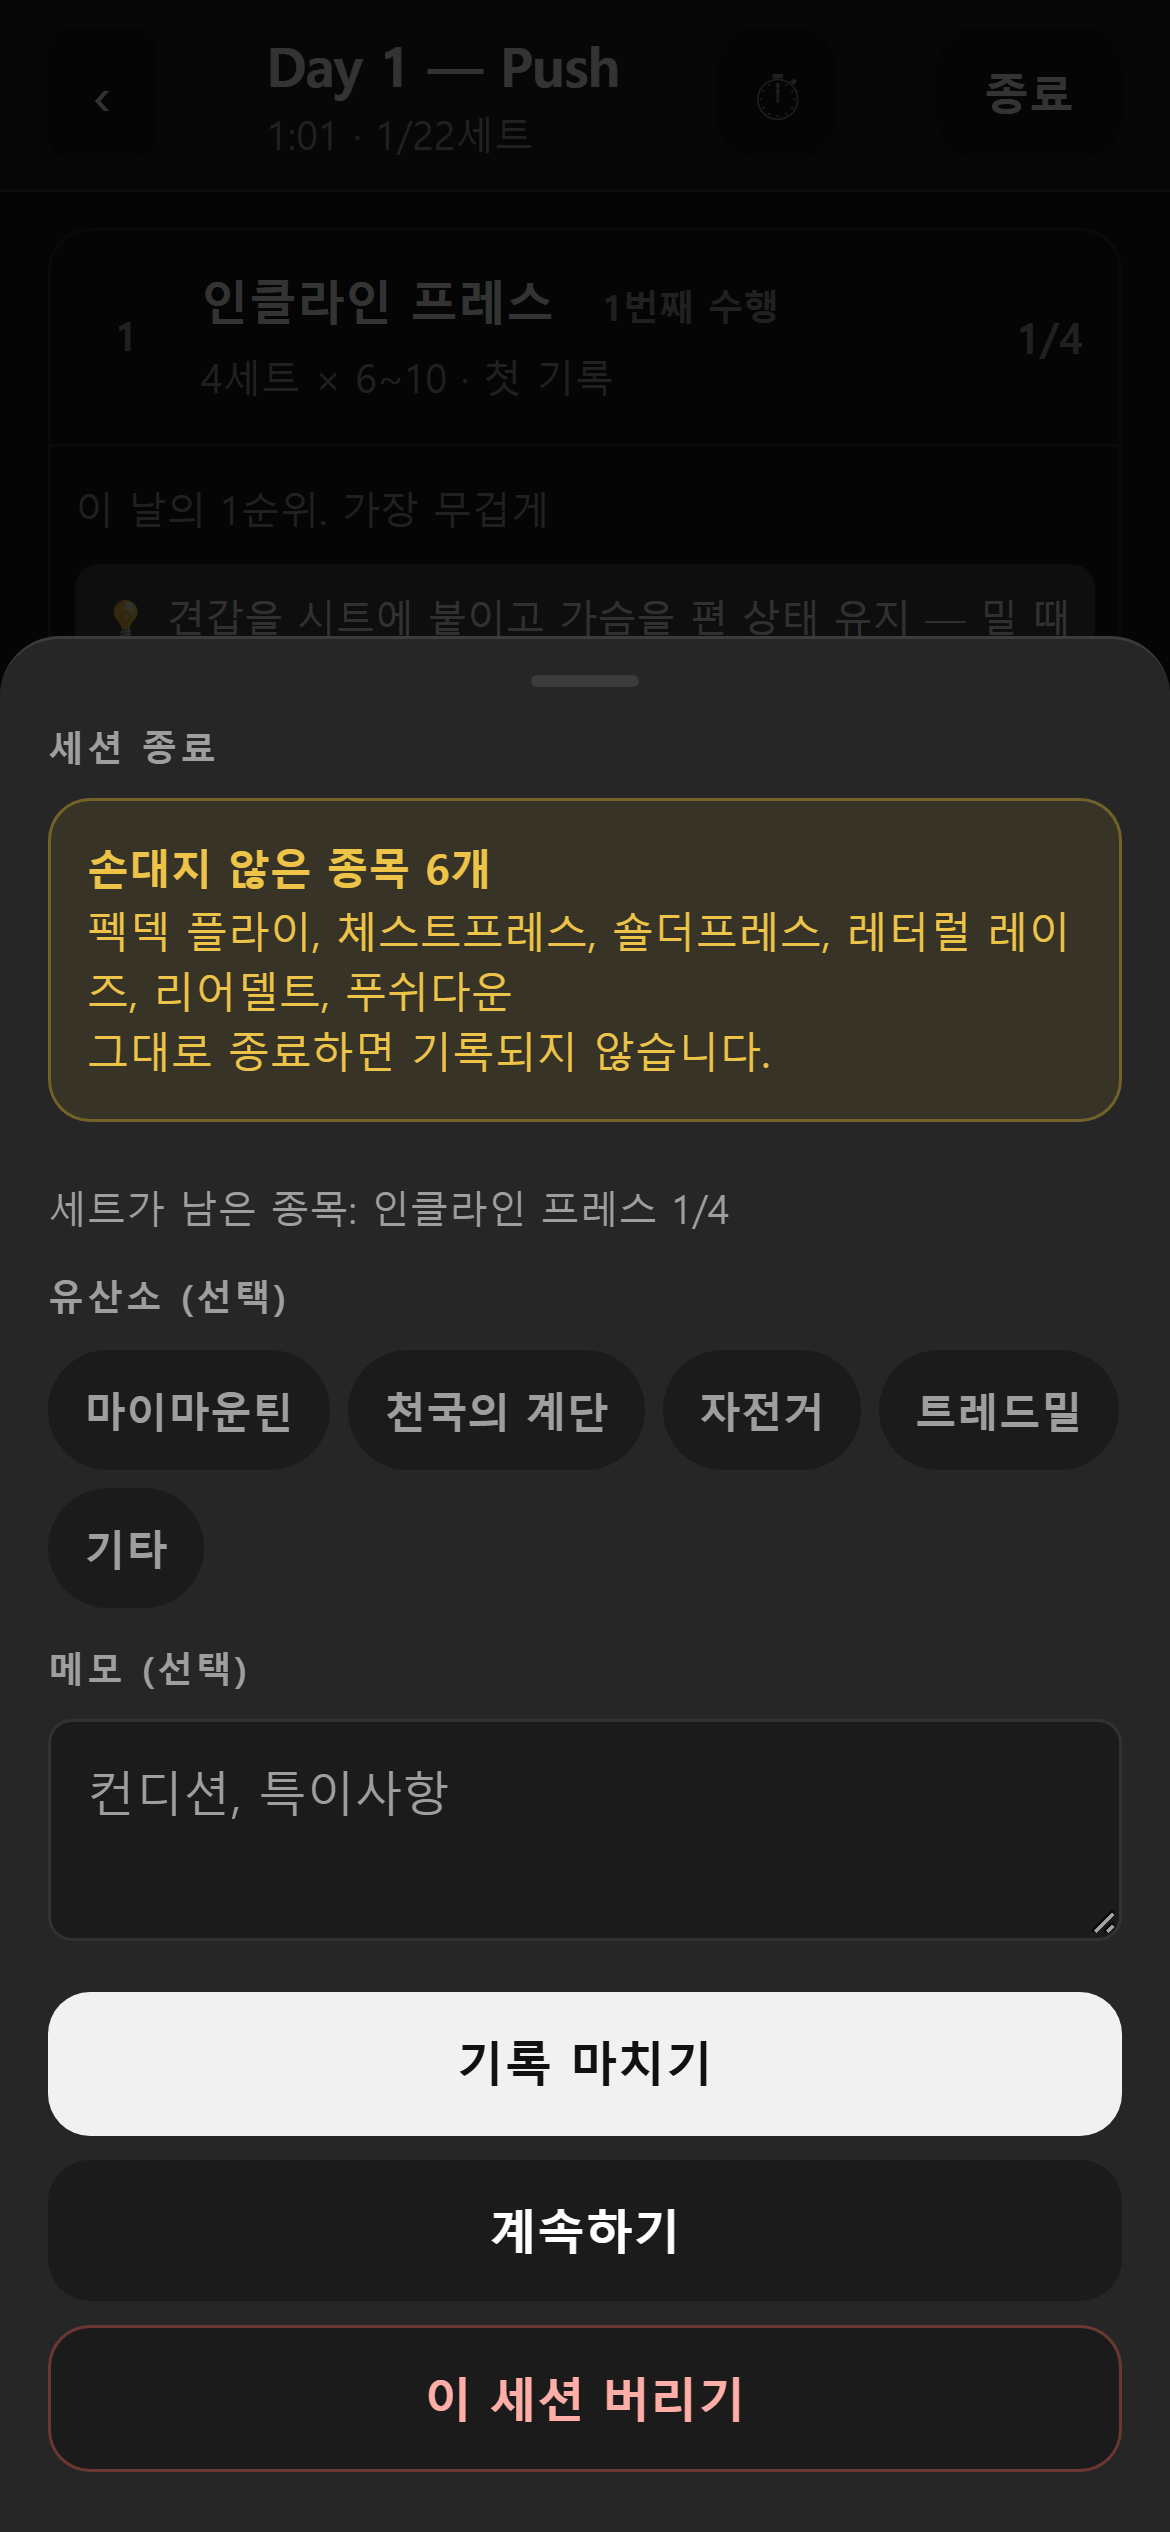 ‹
Day 1 — Push
1:01 · 1/22세트
종료
1
인클라인 프레스 1번째 수행
4세트 × 6~10 · 첫 기록
1/4
이 날의 1순위. 가장 무겁게
견갑을 시트에 붙이고 가슴을 편 상태 유지 — 밀 때
세션 종료
손대지 않은 종목 6개
펙덱 플라이, 체스트프레스, 숄더프레스, 레터럴 레이
즈, 리어델트, 푸쉬다운
그대로 종료하면 기록되지 않습니다.
세트가 남은 종목: 인클라인 프레스 1/4
유산소 (선택)
마이마운틴 천국의 계단 자전거 트레드밀
기타
메모 (선택)
컨디션, 특이사항
기록 마치기
계속하기
이 세션 버리기